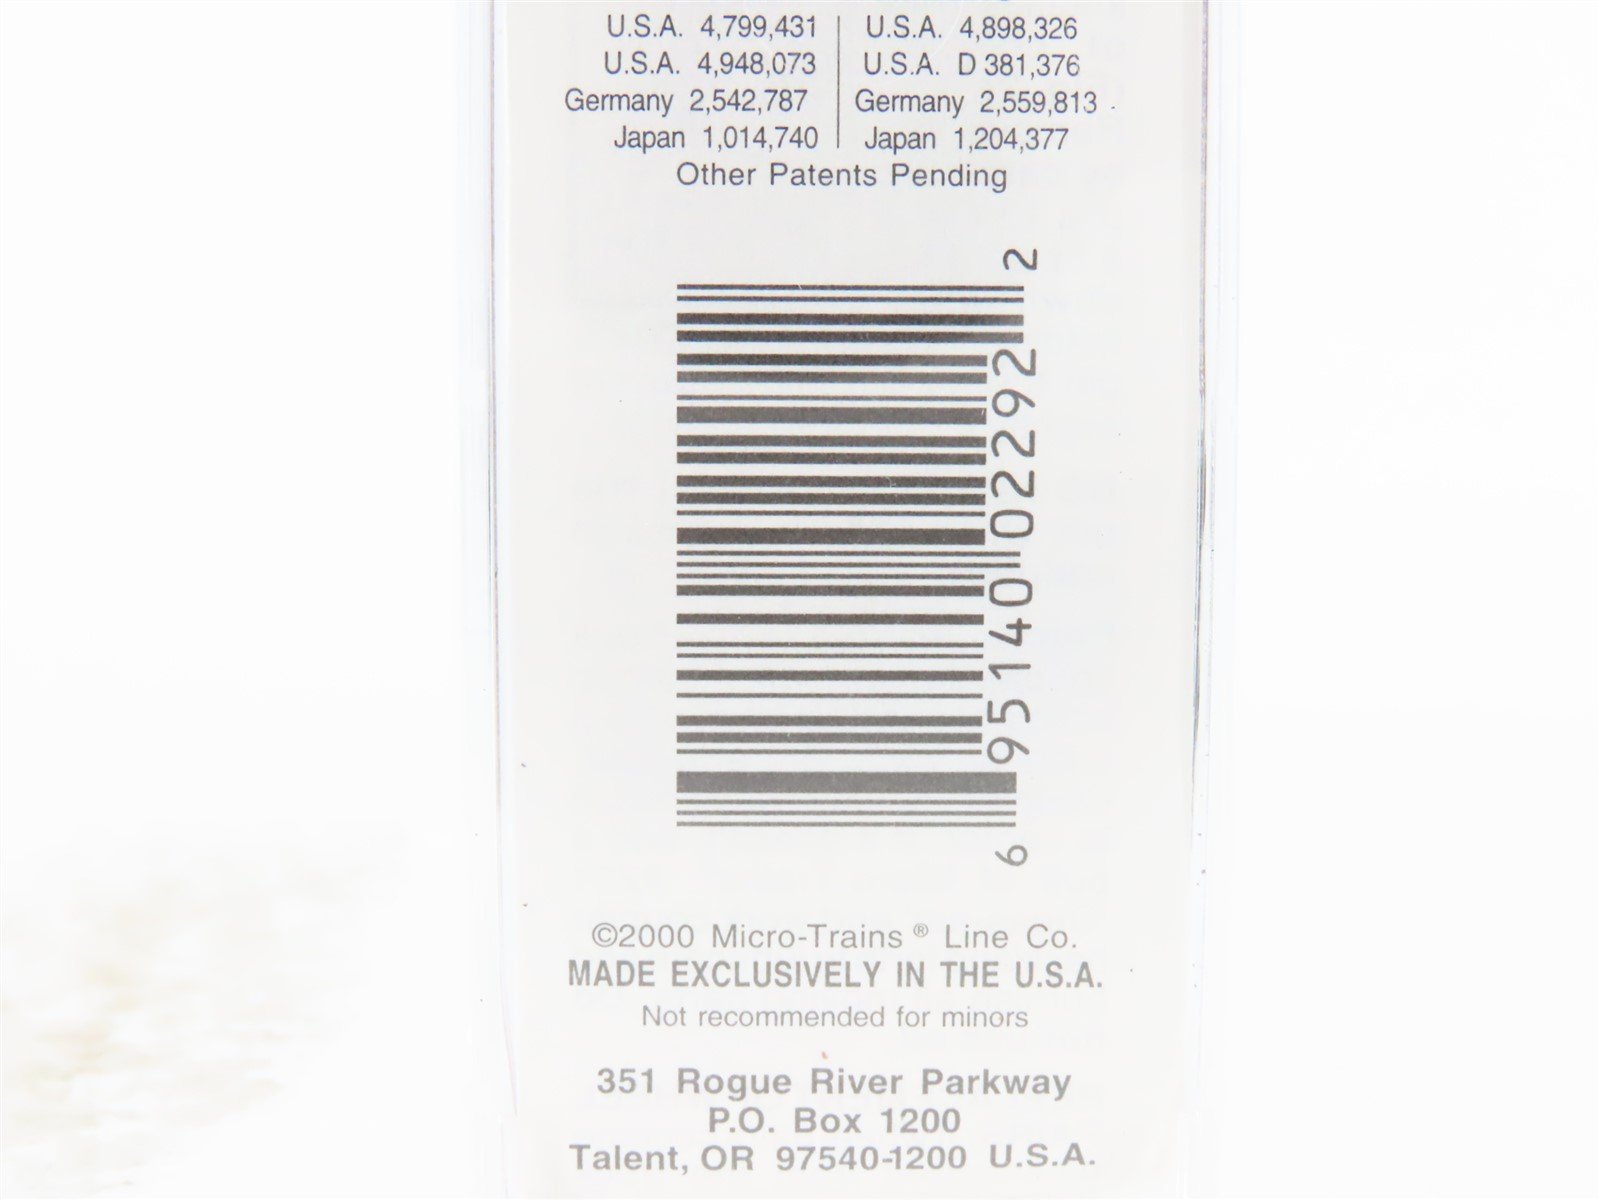 U.S.A. 4,799,431 | U.S.A. 4,898,326
U.S.A. 4,948,073 | U.S.A. D 381,376
Germany 2,542,787 | Germany 2,559,813
Japan 1,014,740 | Japan 1,204,377
Other Patents Pending
6 95140 02292 2
©2000 Micro-Trains® Line Co.
MADE EXCLUSIVELY IN THE U.S.A.
Not recommended for minors
351 Rogue River Parkway
P.O. Box 1200
Talent, OR 97540-1200 U.S.A.